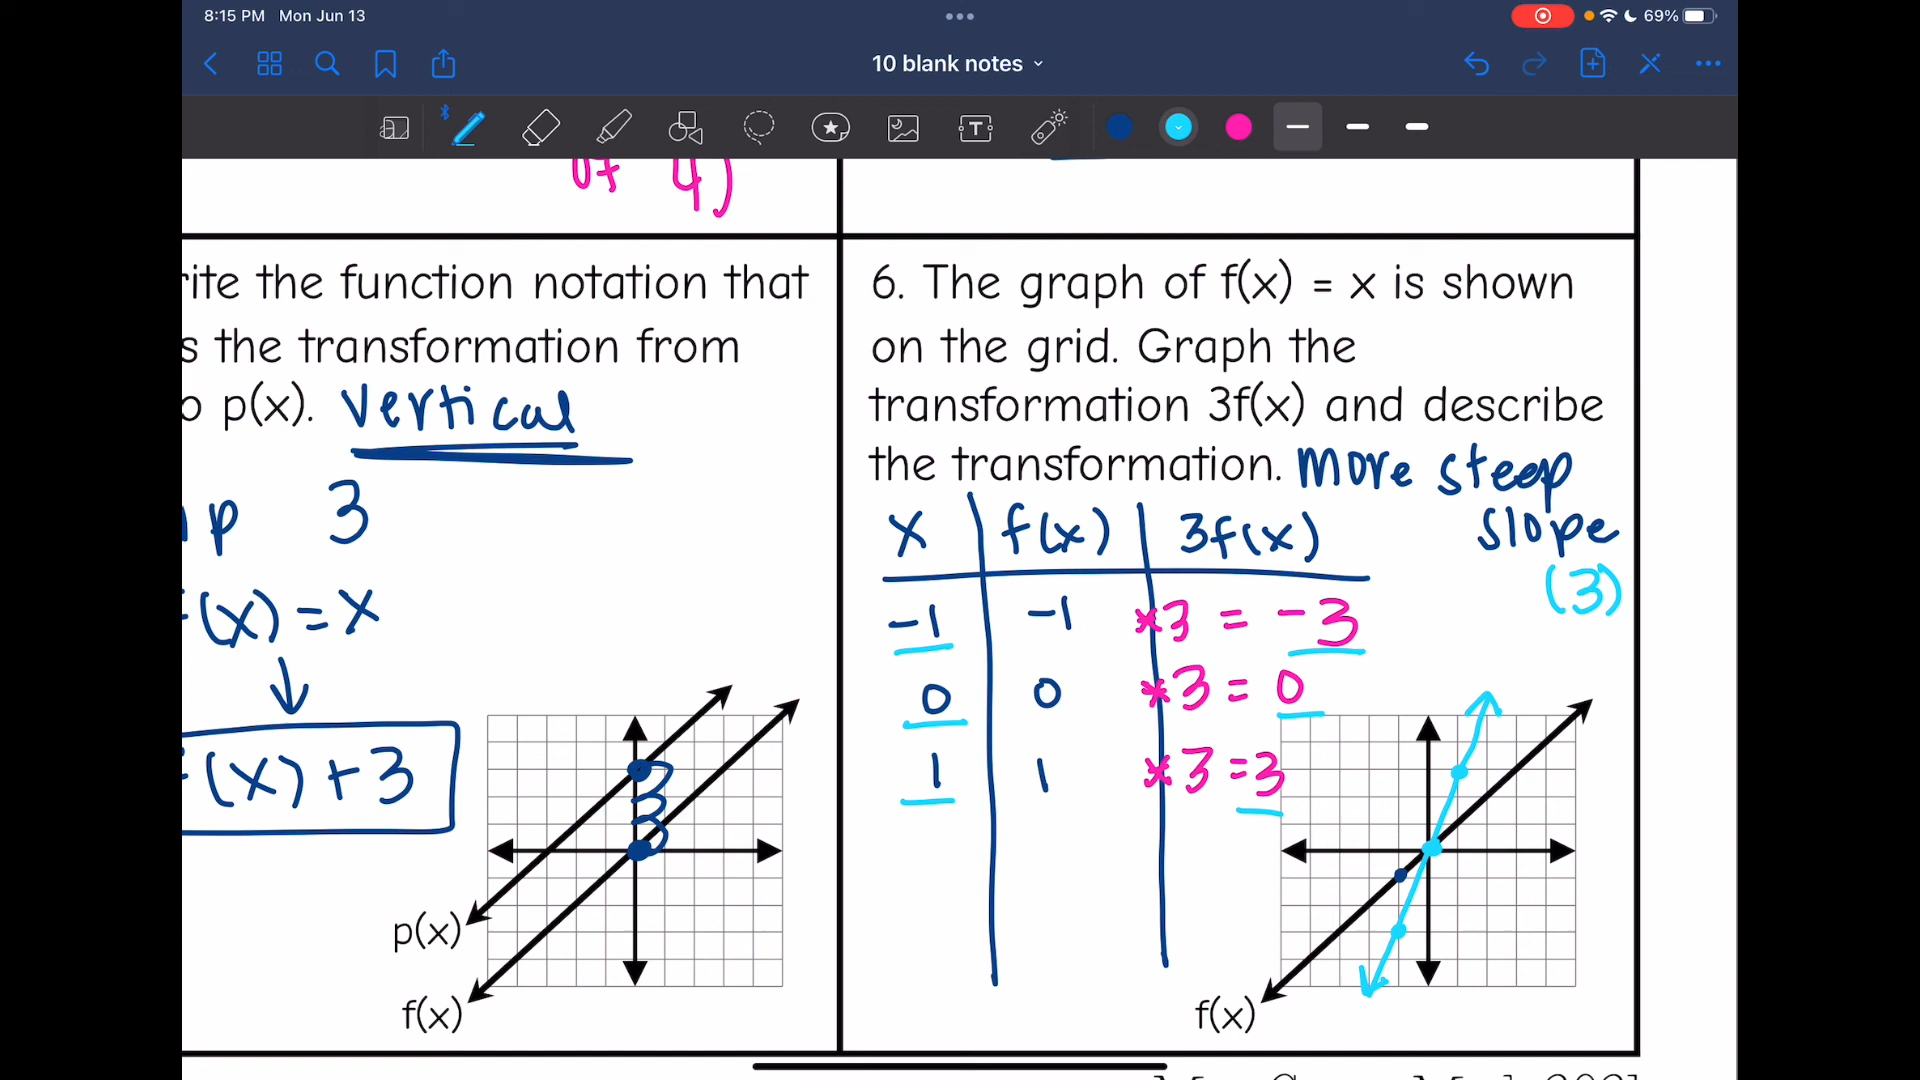 8:15 PM Mon Jun 13
69%
10 blank notes
of 4)
rite the function notation that
s the transformation from
o p(x). vertical
p 3
f(x) = x
f(x) + 3
p(x)
f(x)
6. The graph of f(x) = x is shown
on the grid. Graph the
transformation 3f(x) and describe
the transformation. More steep
slope
(3)
x f(x) 3f(x)
-1 -1 *3 = -3
0 0 *3 = 0
1 1 *3 = 3
f(x)